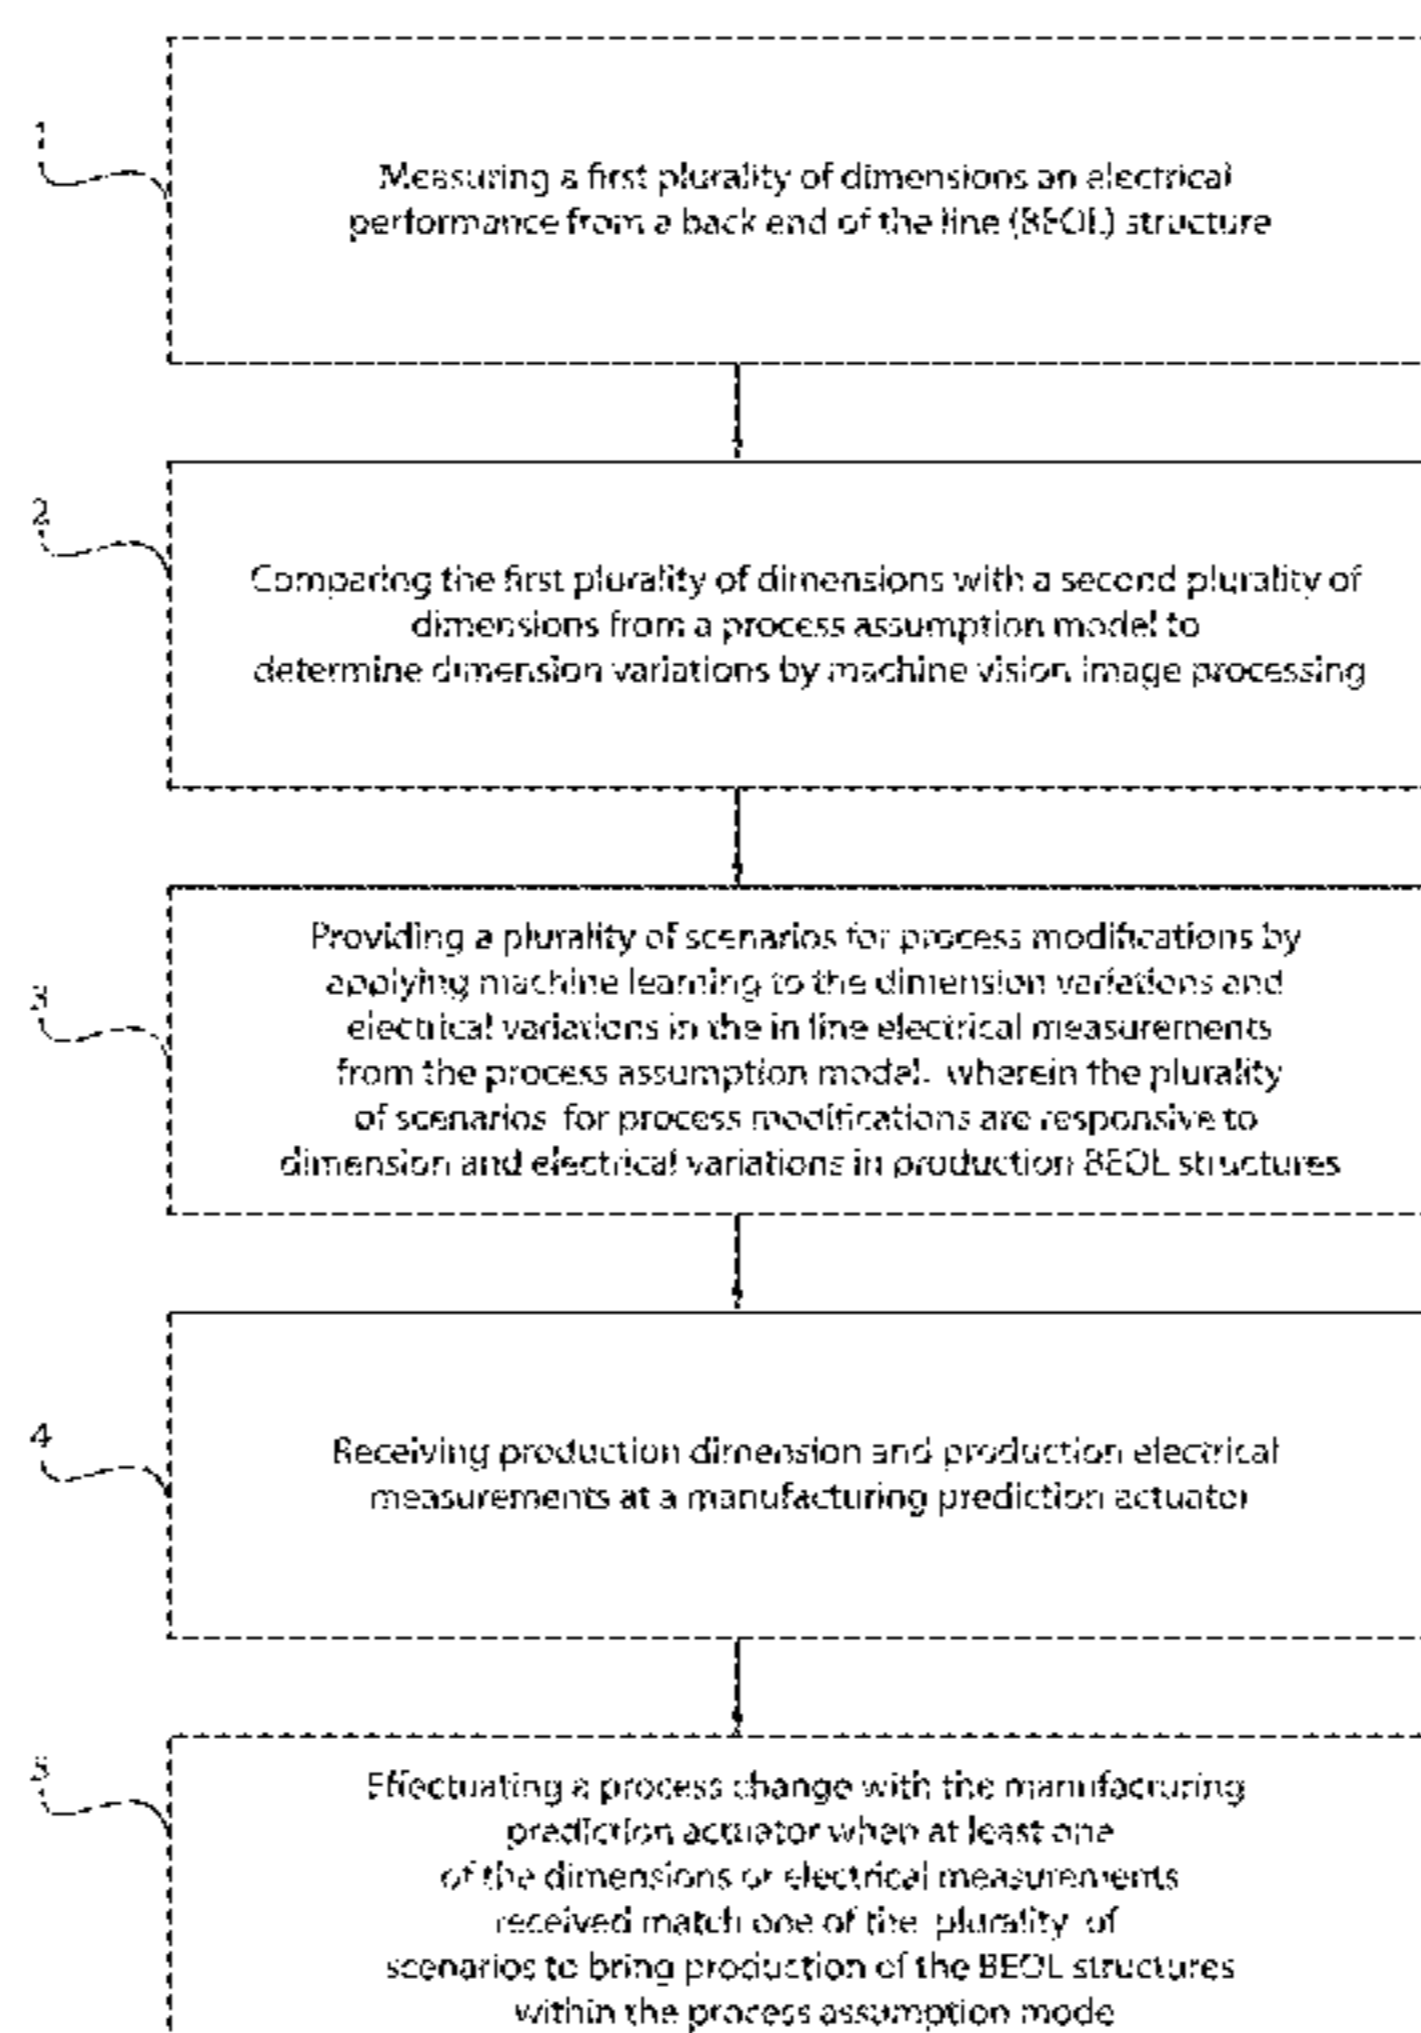 1
Measuring a first plurality of dimensions an electrical
performance from a back end of the line (BEOL) structure
2
Comparing the first plurality of dimensions with a second plurality of
dimensions from a process assumption model to
determine dimension variations by machine vision image processing
3
Providing a plurality of scenarios for process modifications by
applying machine learning to the dimension variations and
electrical variations in the in line electrical measurements
from the process assumption model. wherein the plurality
of scenarios for process modifications are responsive to
dimension and electrical variations in production BEOL structures
4
Receiving production dimension and production electrical
measurements at a manufacturing prediction actuator
5
Effectuating a process change with the manufacturing
prediction actuator when at least one
of the dimensions or electrical measurements
received match one of the plurality of
scenarios to bring production of the BEOL structures
within the process assumption mode